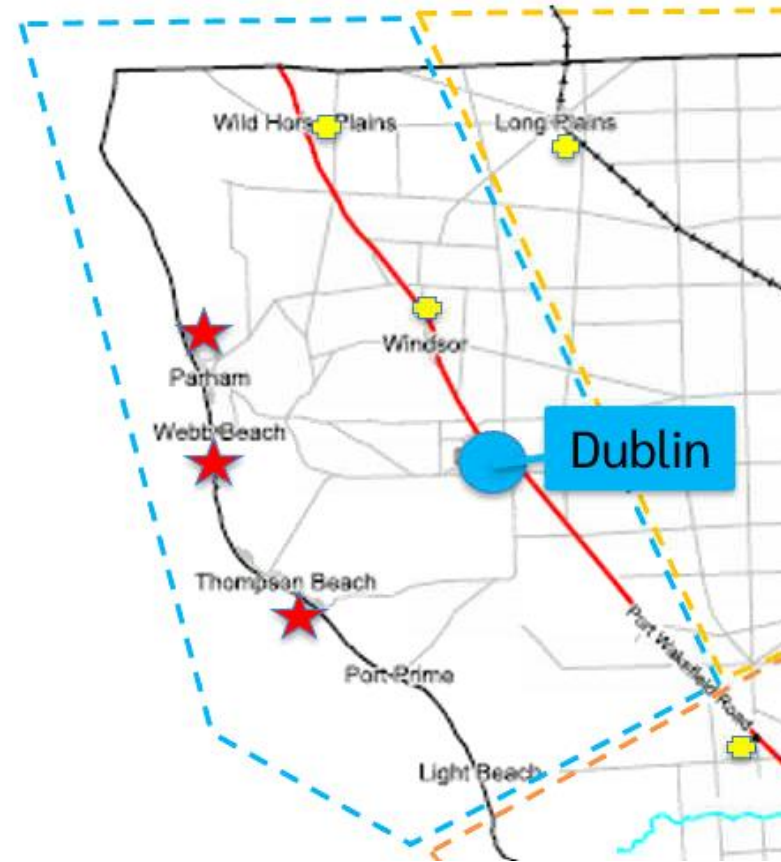 Wild Horse Plains
Long Plains
Windsor
Parham
Webb Beach
Dublin
Thompson Beach
Port Prime
Port Wakefield Road
Light Beach